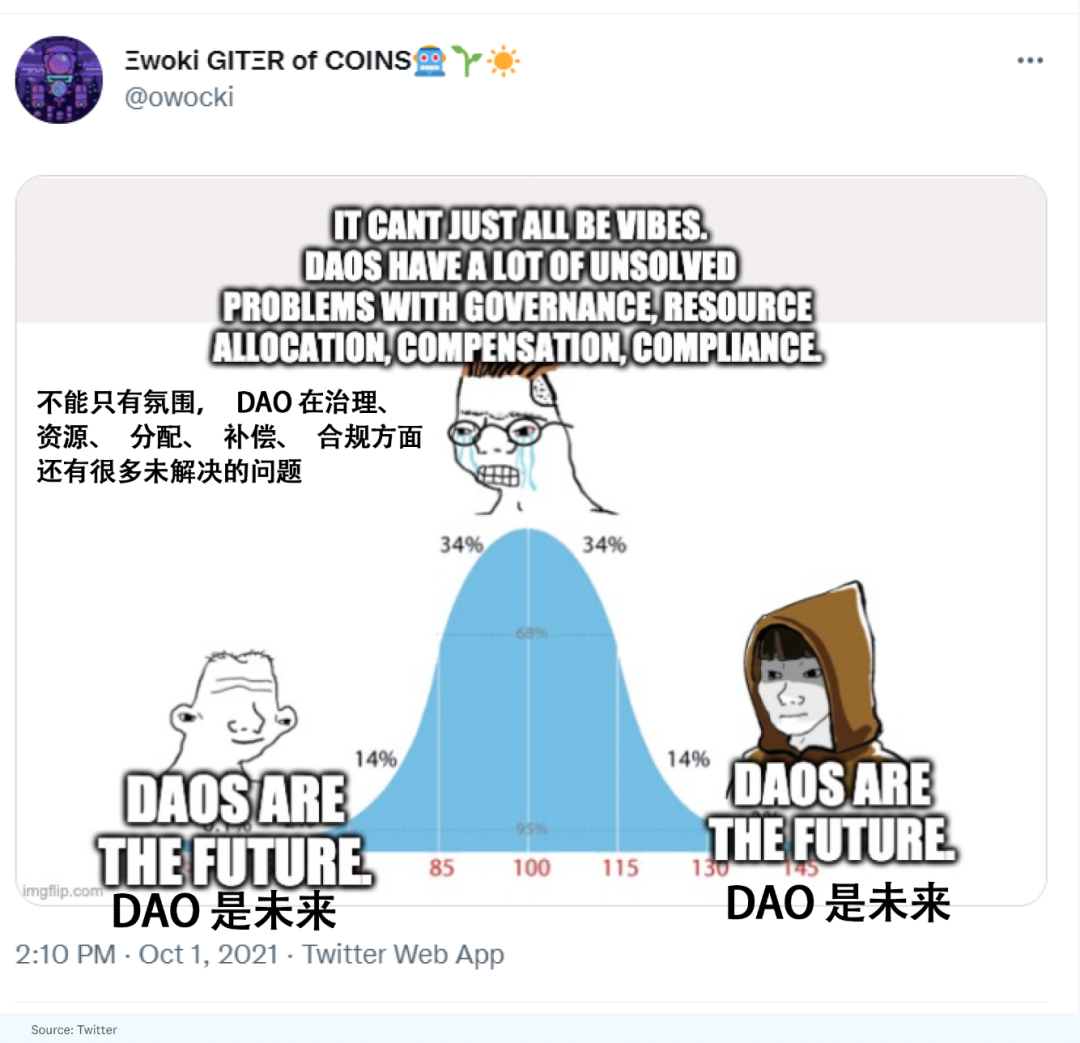 Ξwoki GITΞR of COINS🤖🌱☀️
@owocki
IT CANT JUST ALL BE VIBES.
DAOS HAVE A LOT OF UNSOLVED
PROBLEMS WITH GOVERNANCE, RESOURCE
ALLOCATION, COMPENSATION, COMPLIANCE.
不能只有氛围, DAO 在治理、
资源、 分配、 补偿、 合规方面
还有很多未解决的问题
34% 34%
68%
14% 14%
DAOS ARE
THE FUTURE.
DAOS ARE
THE FUTURE.
95%
85 100 115 130 145
imgflip.com
DAO 是未来
DAO 是未来
2:10 PM · Oct 1, 2021 · Twitter Web App
Source: Twitter